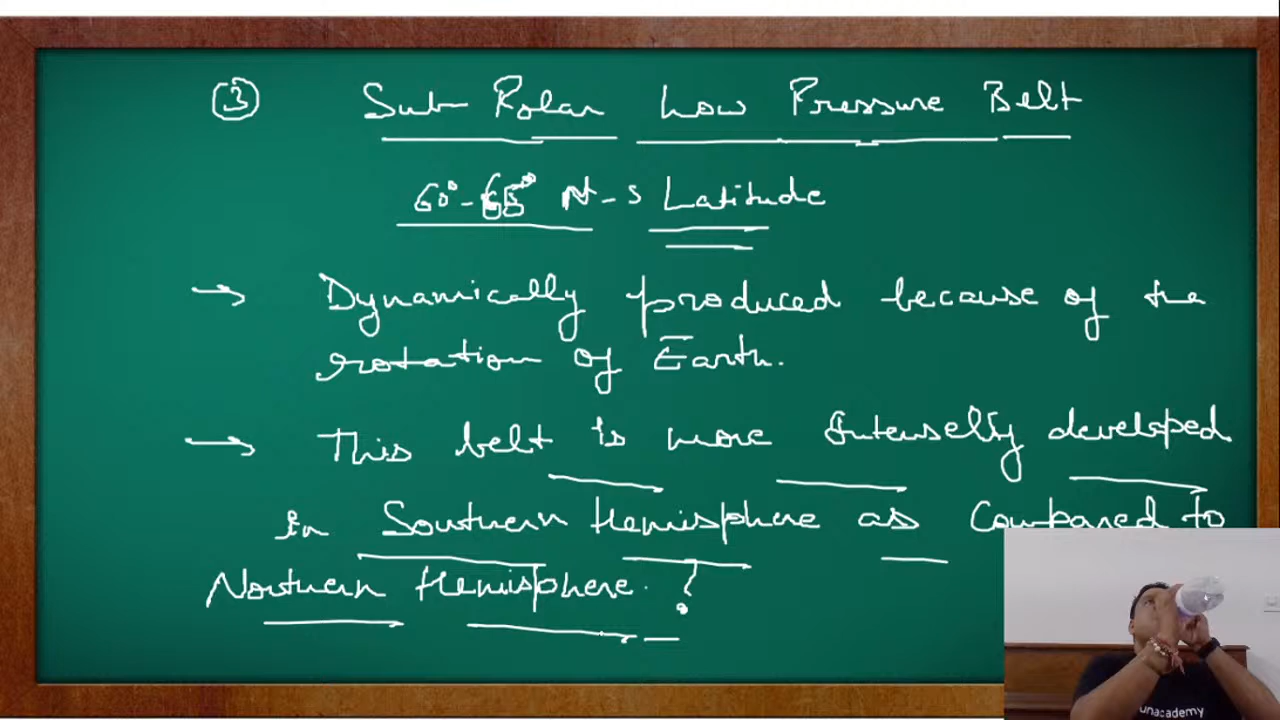 ③ Sub Polar Low Pressure Belt
60° - 65° N - S Latitude
→ Dynamically produced because of the
rotation of Earth.
→ This belt is more intenselly developed
in Southern Hemisphere as compared to
Northern Hemisphere. ?
unacademy